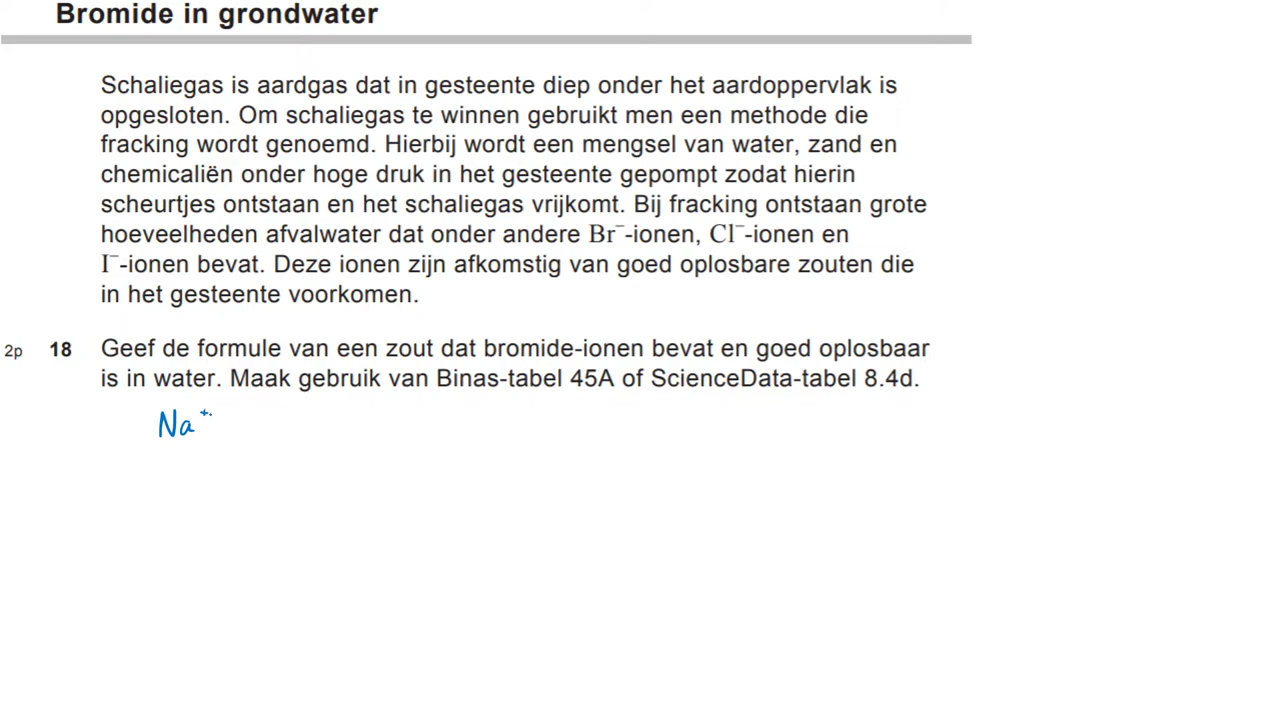 Bromide in grondwater
Schaliegas is aardgas dat in gesteente diep onder het aardoppervlak is
opgesloten. Om schaliegas te winnen gebruikt men een methode die
fracking wordt genoemd. Hierbij wordt een mengsel van water, zand en
chemicaliën onder hoge druk in het gesteente gepompt zodat hierin
scheurtjes ontstaan en het schaliegas vrijkomt. Bij fracking ontstaan grote
hoeveelheden afvalwater dat onder andere Br⁻-ionen, Cl⁻-ionen en
I⁻-ionen bevat. Deze ionen zijn afkomstig van goed oplosbare zouten die
in het gesteente voorkomen.
2p 18 Geef de formule van een zout dat bromide-ionen bevat en goed oplosbaar
is in water. Maak gebruik van Binas-tabel 45A of ScienceData-tabel 8.4d.
Na⁺